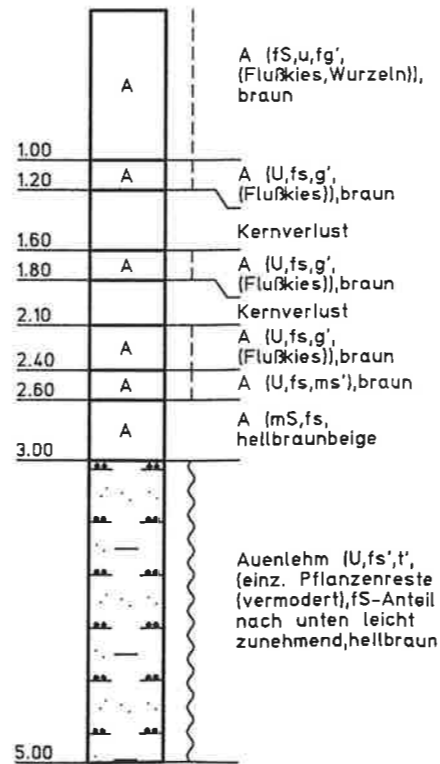 A
A (fS,u,fg',
(Flußkies,Wurzeln)),
braun
1.00
A
A (U,fs,g',
(Flußkies)),braun
1.20
Kernverlust
1.60
A
A (U,fs,g',
(Flußkies)),braun
1.80
Kernverlust
2.10
A
A (U,fs,g',
(Flußkies)),braun
2.40
A
A (U,fs,ms'),braun
2.60
A
A (mS,fs,
hellbraunbeige
3.00
Auenlehm (U,fs',t',
(einz. Pflanzenreste
(vermodert),fS-Anteil
nach unten leicht
zunehmend,hellbraun
5.00